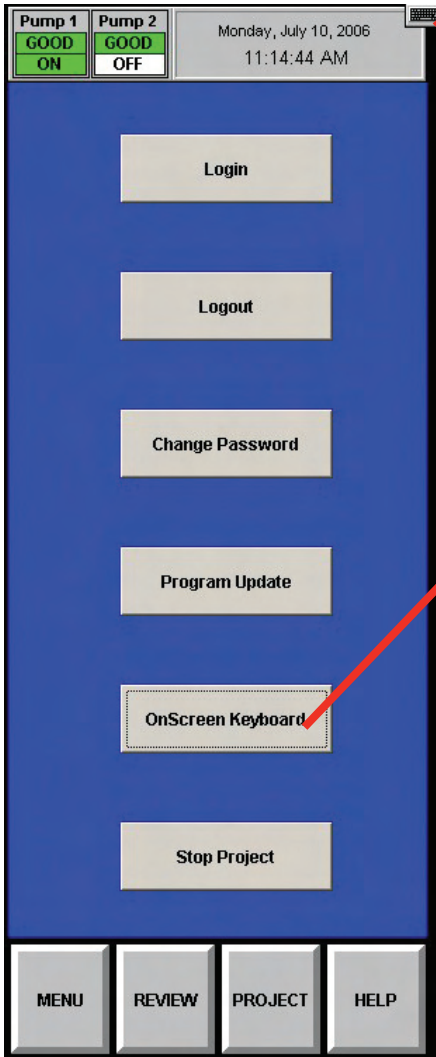 Pump 1 Pump 2
GOOD GOOD
ON OFF
Monday, July 10, 2006
11:14:44 AM
Login
Logout
Change Password
Program Update
OnScreen Keyboard
Stop Project
MENU REVIEW PROJECT HELP